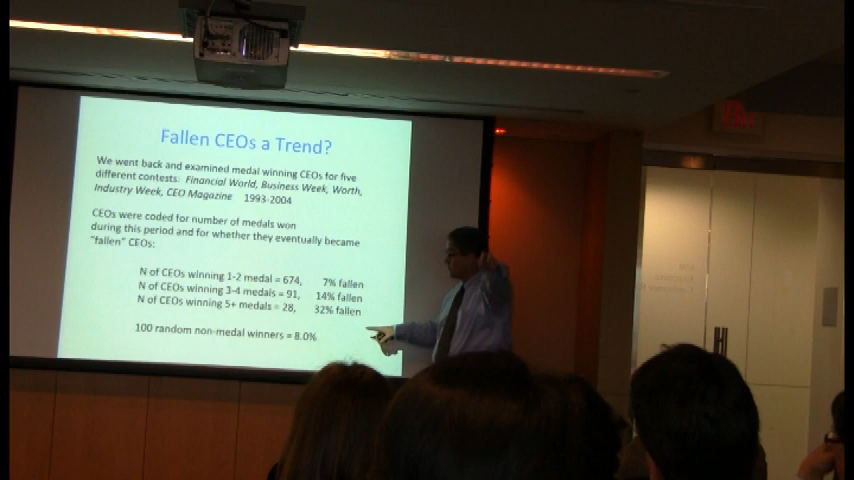 Fallen CEOs a Trend?
We went back and examined medal winning CEOs for five
different contests: Financial World, Business Week, Worth,
Industry Week, CEO Magazine 1993-2004
CEOs were coded for number of medals won
during this period and for whether they eventually became
"fallen" CEOs:
N of CEOs winning 1-2 medal = 674, 7% fallen
N of CEOs winning 3-4 medals = 91, 14% fallen
N of CEOs winning 5+ medals = 28, 32% fallen
100 random non-medal winners = 8.0%